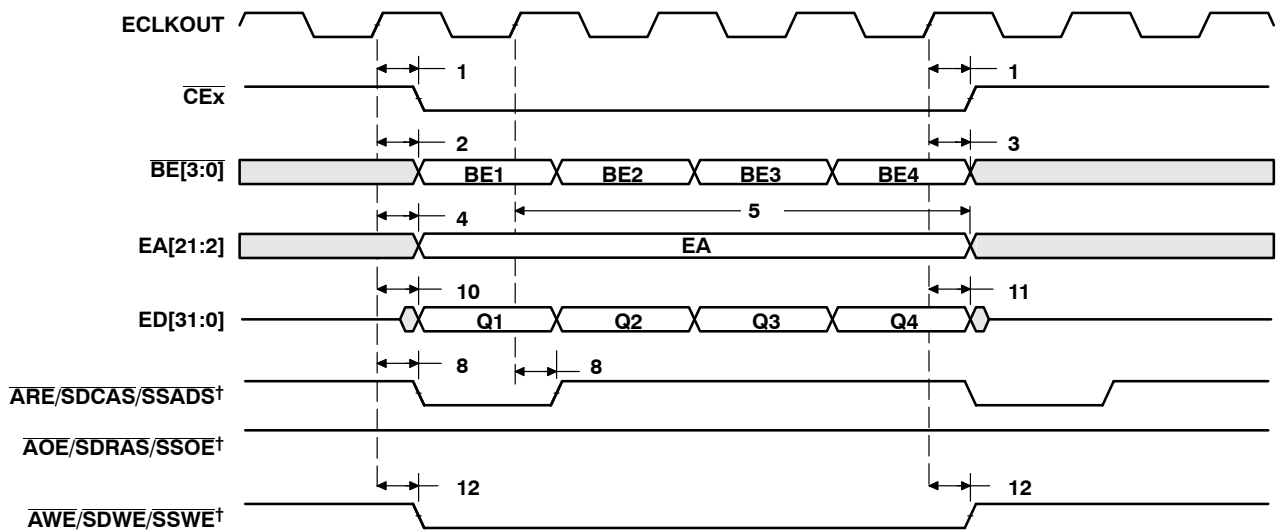 ECLKOUT
1 1
CEx
2 3
BE[3:0] BE1 BE2 BE3 BE4
4 5
EA[21:2] EA
10 11
ED[31:0] Q1 Q2 Q3 Q4
8 8
ARE/SDCAS/SSADS†
AOE/SDRAS/SSOE†
12 12
AWE/SDWE/SSWE†